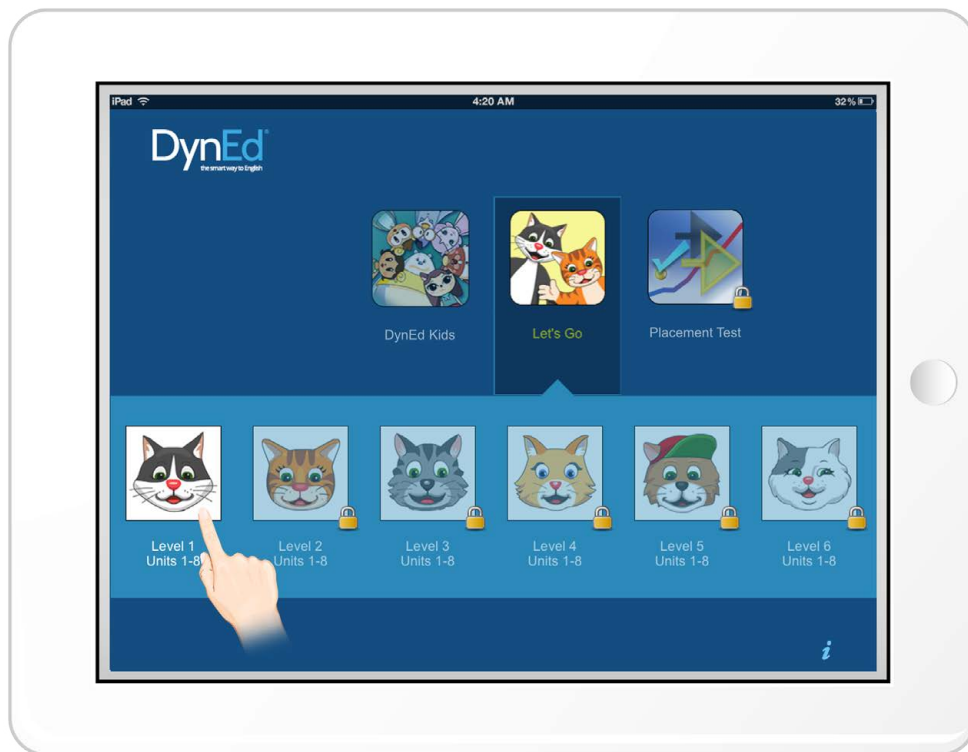 iPad
4:20 AM
32%
DynEd®
the smart way to English
DynEd Kids
Let's Go
Placement Test
Level 1
Units 1-8
Level 2
Units 1-8
Level 3
Units 1-8
Level 4
Units 1-8
Level 5
Units 1-8
Level 6
Units 1-8
i